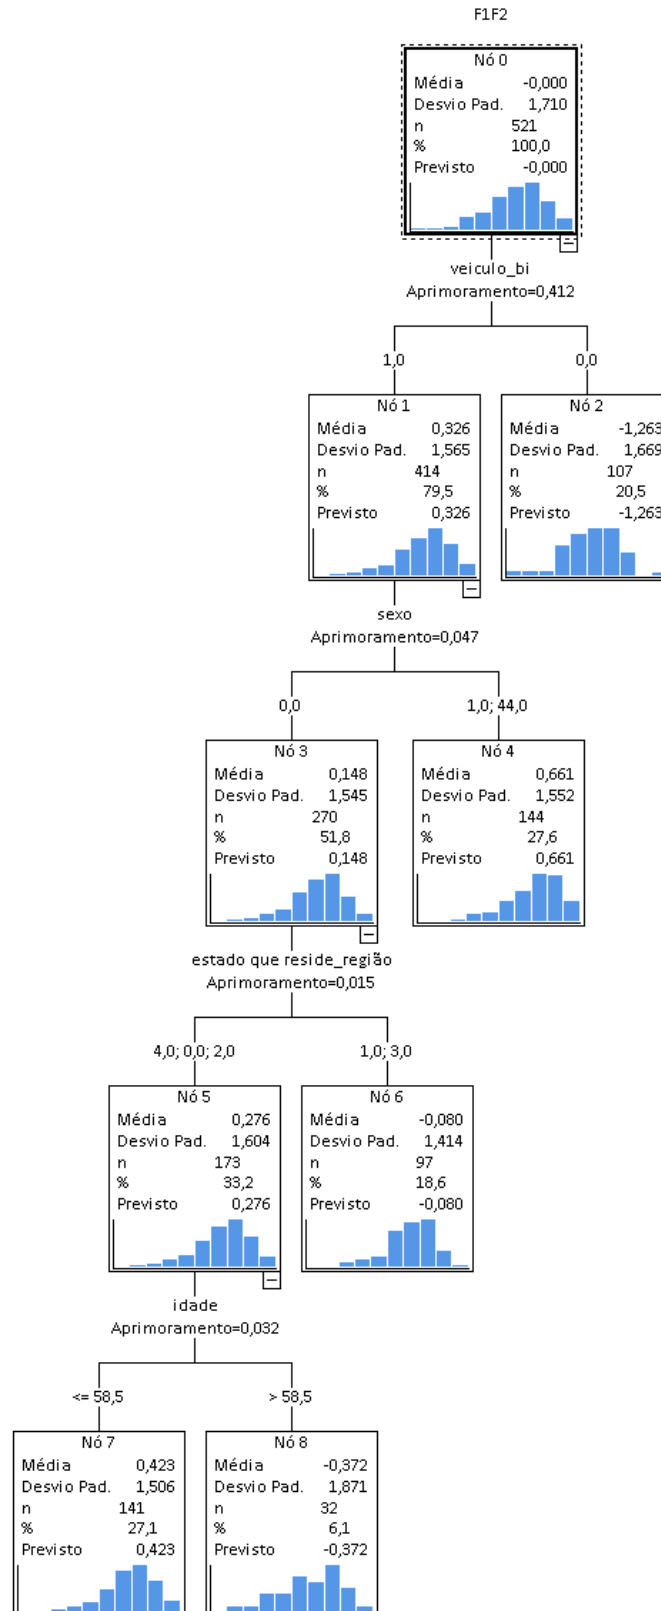 F1F2
Nó 0
Média -0,000
Desvio Pad. 1,710
n 521
% 100,0
Previsto -0,000
veiculo_bi
Aprimoramento=0,412
1,0
0,0
Nó 1
Média 0,326
Desvio Pad. 1,565
n 414
% 79,5
Previsto 0,326
Nó 2
Média -1,263
Desvio Pad. 1,669
n 107
% 20,5
Previsto -1,263
sexo
Aprimoramento=0,047
0,0
1,0; 44,0
Nó 3
Média 0,148
Desvio Pad. 1,545
n 270
% 51,8
Previsto 0,148
Nó 4
Média 0,661
Desvio Pad. 1,552
n 144
% 27,6
Previsto 0,661
estado que reside_região
Aprimoramento=0,015
4,0; 0,0; 2,0
1,0; 3,0
Nó 5
Média 0,276
Desvio Pad. 1,604
n 173
% 33,2
Previsto 0,276
Nó 6
Média -0,080
Desvio Pad. 1,414
n 97
% 18,6
Previsto -0,080
idade
Aprimoramento=0,032
<= 58,5
> 58,5
Nó 7
Média 0,423
Desvio Pad. 1,506
n 141
% 27,1
Previsto 0,423
Nó 8
Média -0,372
Desvio Pad. 1,871
n 32
% 6,1
Previsto -0,372